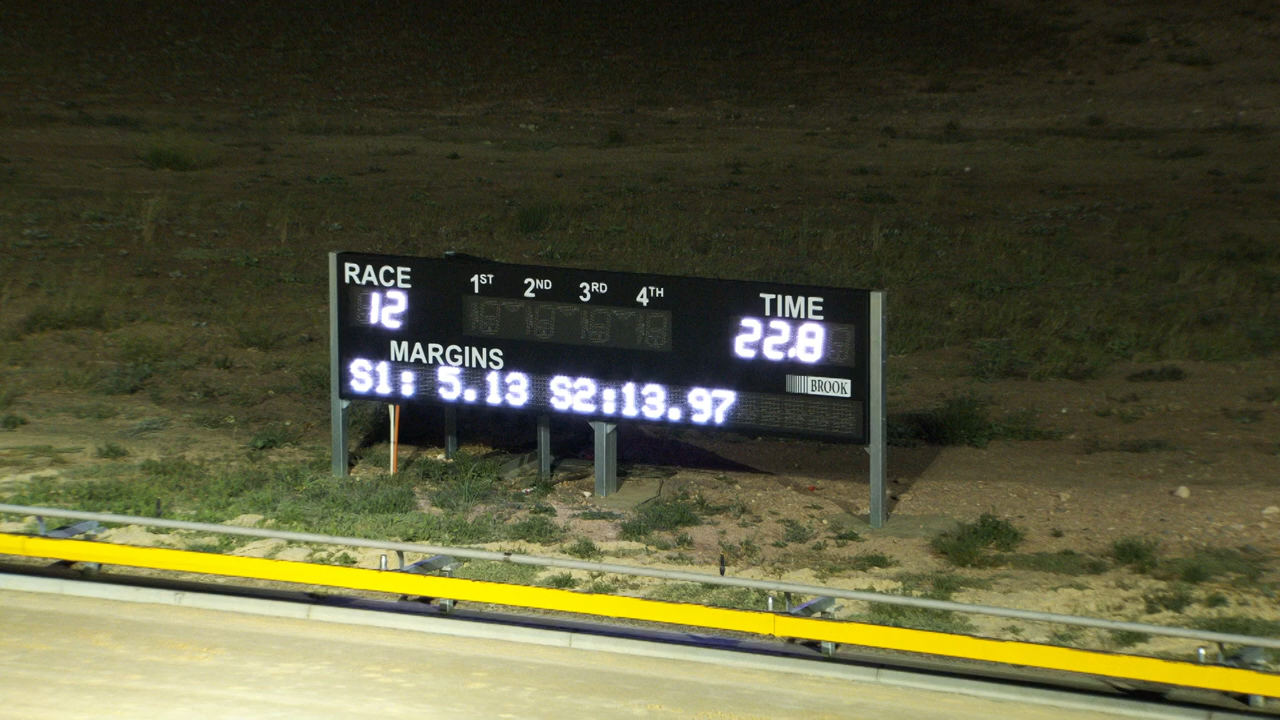 RACE 1ST 2ND 3RD 4TH TIME
12 22.8
MARGINS
BROOK
S1: 5.13 S2:13.97